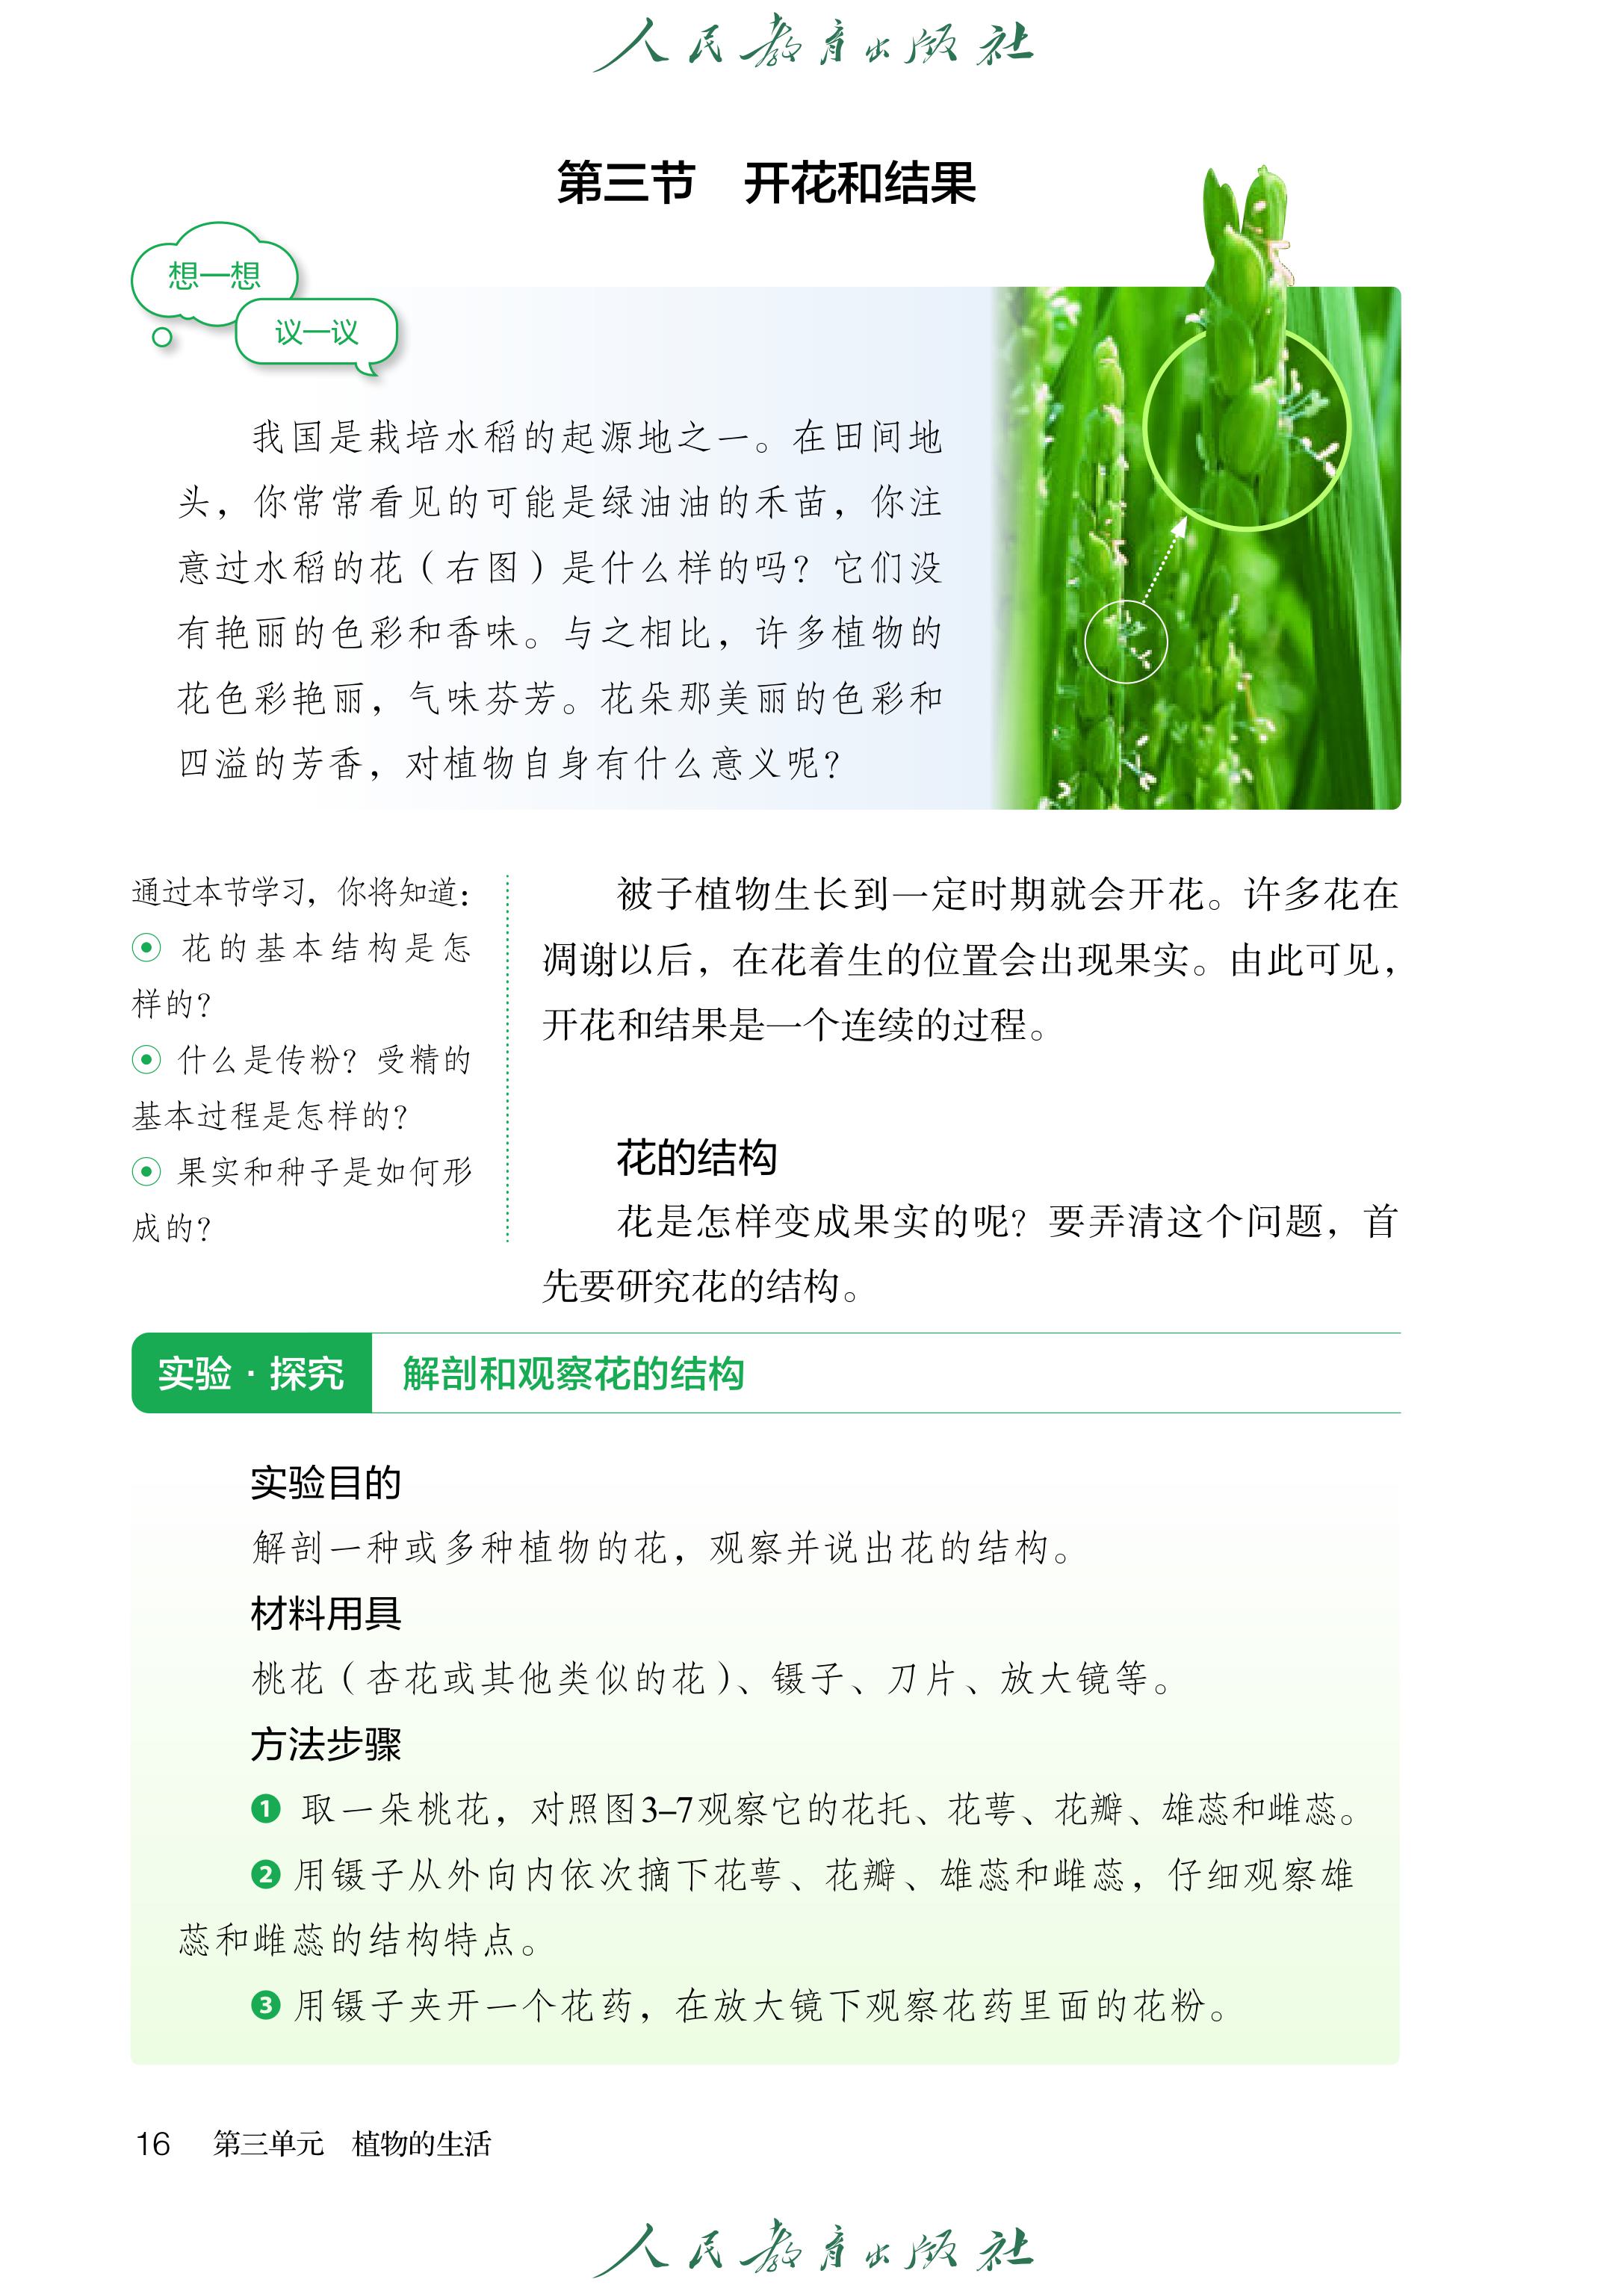 人民教育出版社
第三节 开花和结果
想一想
议一议
我国是栽培水稻的起源地之一。在田间地
头，你常常看见的可能是绿油油的禾苗，你注
意过水稻的花（右图）是什么样的吗？它们没
有艳丽的色彩和香味。与之相比，许多植物的
花色彩艳丽，气味芬芳。花朵那美丽的色彩和
四溢的芳香，对植物自身有什么意义呢？
通过本节学习，你将知道：
花的基本结构是怎
样的？
什么是传粉？受精的
基本过程是怎样的？
果实和种子是如何形
成的？
被子植物生长到一定时期就会开花。许多花在
凋谢以后，在花着生的位置会出现果实。由此可见，
开花和结果是一个连续的过程。
花的结构
花是怎样变成果实的呢？要弄清这个问题，首
先要研究花的结构。
实验·探究 解剖和观察花的结构
实验目的
解剖一种或多种植物的花，观察并说出花的结构。
材料用具
桃花（杏花或其他类似的花）、镊子、刀片、放大镜等。
方法步骤
❶ 取一朵桃花，对照图3–7观察它的花托、花萼、花瓣、雄蕊和雌蕊。
❷ 用镊子从外向内依次摘下花萼、花瓣、雄蕊和雌蕊，仔细观察雄
蕊和雌蕊的结构特点。
❸ 用镊子夹开一个花药，在放大镜下观察花药里面的花粉。
16 第三单元 植物的生活
人民教育出版社